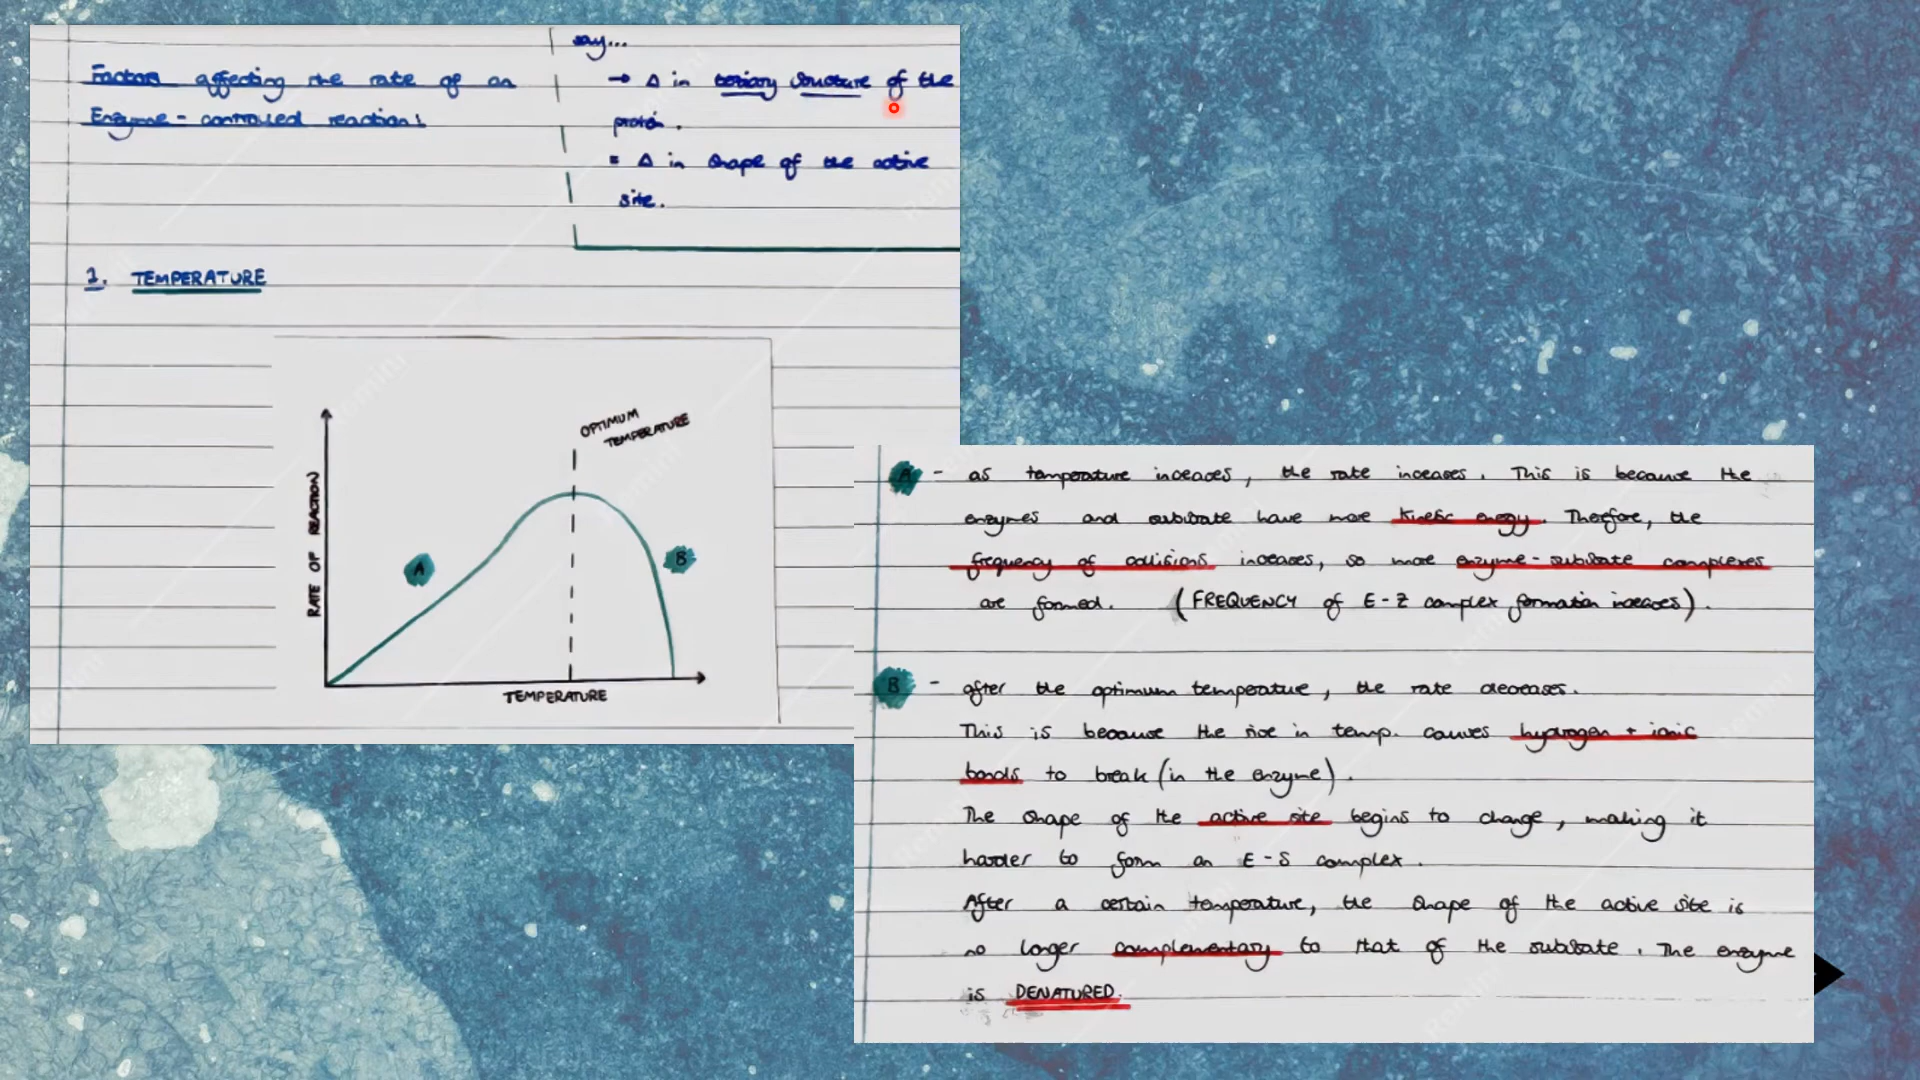 say...
Factors affecting the rate of an
Enzyme - controlled reaction:
→ Δ in tertiary structure of the
protein.
= Δ in shape of the active
site.
1. TEMPERATURE
OPTIMUM
TEMPERATURE
RATE OF REACTION
A
B
TEMPERATURE
A - as temperature increases, the rate increases. This is because the
enzymes and substrate have more kinetic energy. Therefore, the
frequency of collisions increases, so more enzyme-substrate complexes
are formed. (FREQUENCY of E-Z complex formation increases).
B - after the optimum temperature, the rate decreases.
This is because the rise in temp. causes hydrogen + ionic
bonds to break (in the enzyme).
The shape of the active site begins to change, making it
harder to form an E-S complex.
After a certain temperature, the shape of the active site is
no longer complementary to that of the substrate. The enzyme
is DENATURED.
Remini